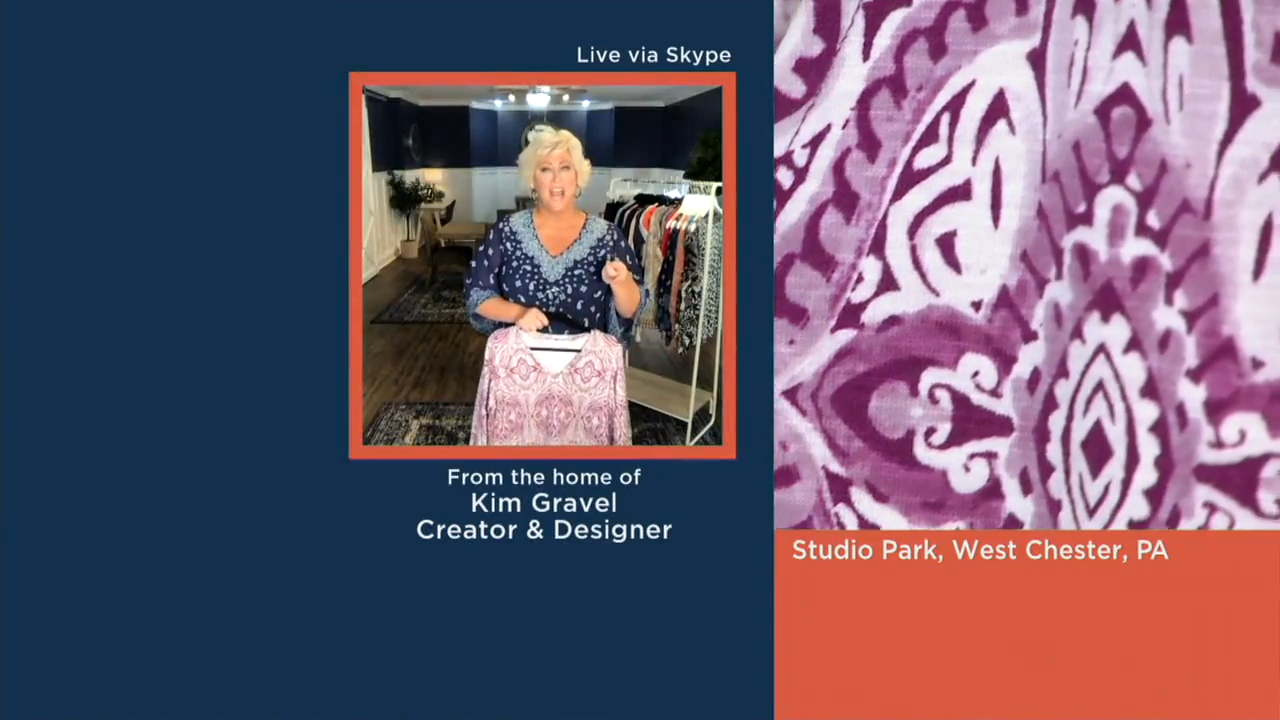 Live via Skype
From the home of
Kim Gravel
Creator & Designer
Studio Park, West Chester, PA